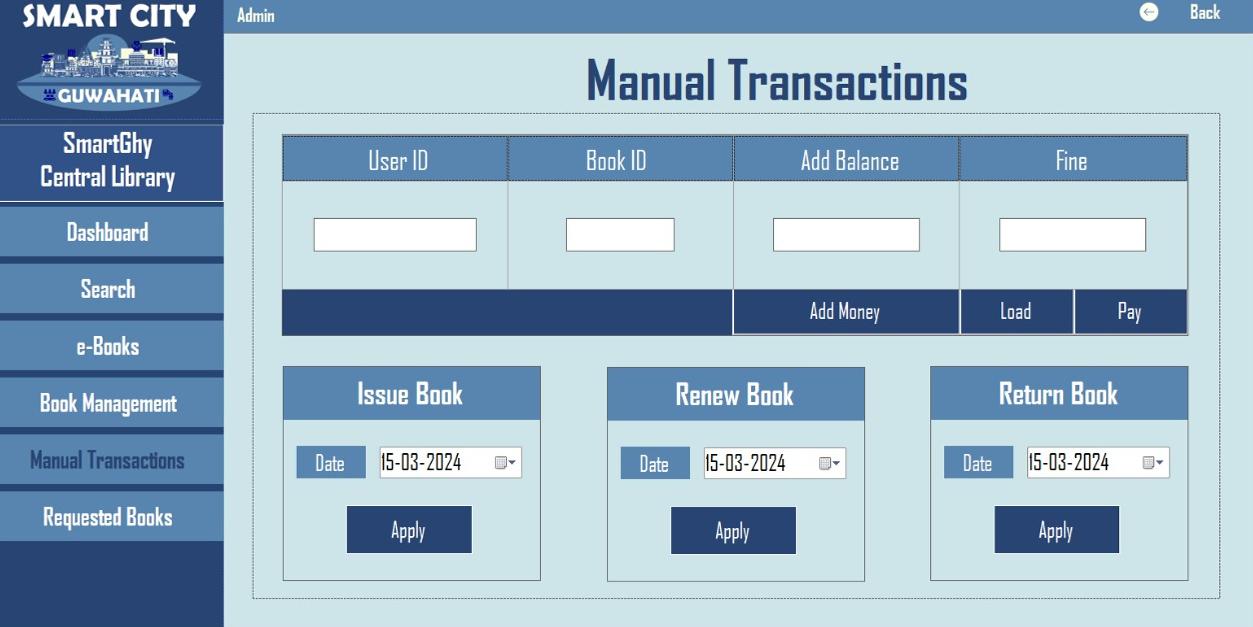 SMART CITY
GUWAHATI
SmartGhy
Central Library
Dashboard
Search
e-Books
Book Management
Manual Transactions
Requested Books
Admin
Back
Manual Transactions
User ID Book ID Add Balance Fine
Add Money Load Pay
Issue Book Renew Book Return Book
Date 15-03-2024 Date 15-03-2024 Date 15-03-2024
Apply Apply Apply